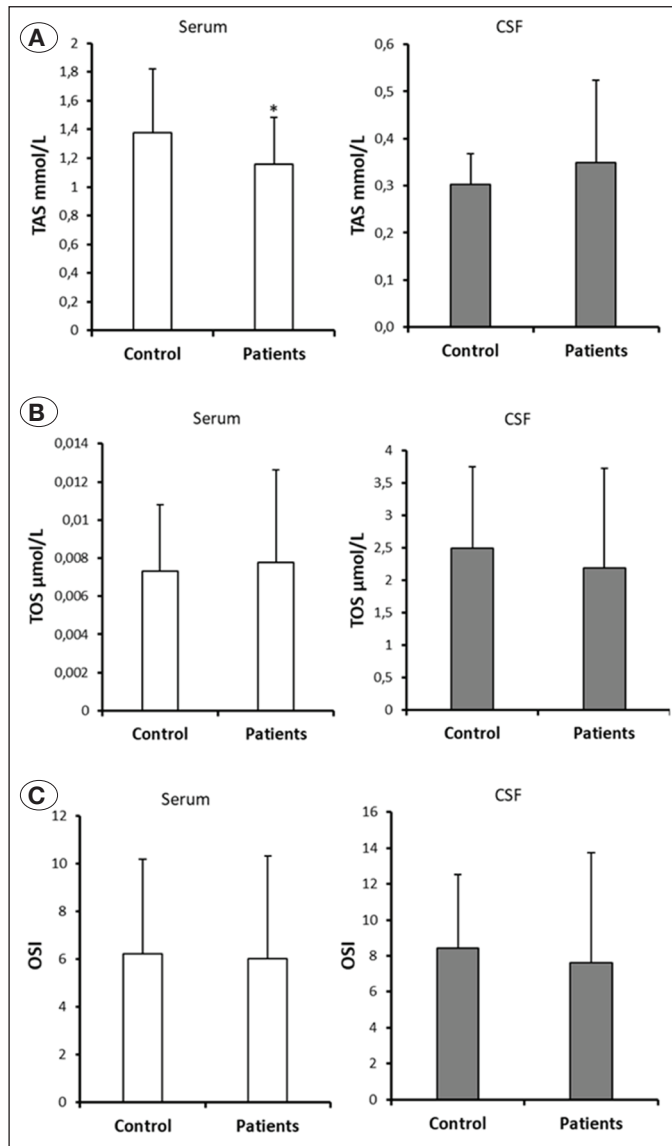 A
Serum
TAS mmol/L
2
1,8
1,6
1,4
1,2
1
0,8
0,6
0,4
0,2
0
*
Control Patients
CSF
TAS mmol/L
0,6
0,5
0,4
0,3
0,2
0,1
0,0
Control Patients
B
Serum
TOS µmol/L
0,014
0,012
0,01
0,008
0,006
0,004
0,002
0
Control Patients
CSF
TOS µmol/L
4
3,5
3
2,5
2
1,5
1
0,5
0
Control Patients
C
Serum
OSI
12
10
8
6
4
2
0
Control Patients
CSF
OSI
16
14
12
10
8
6
4
2
0
Control Patients